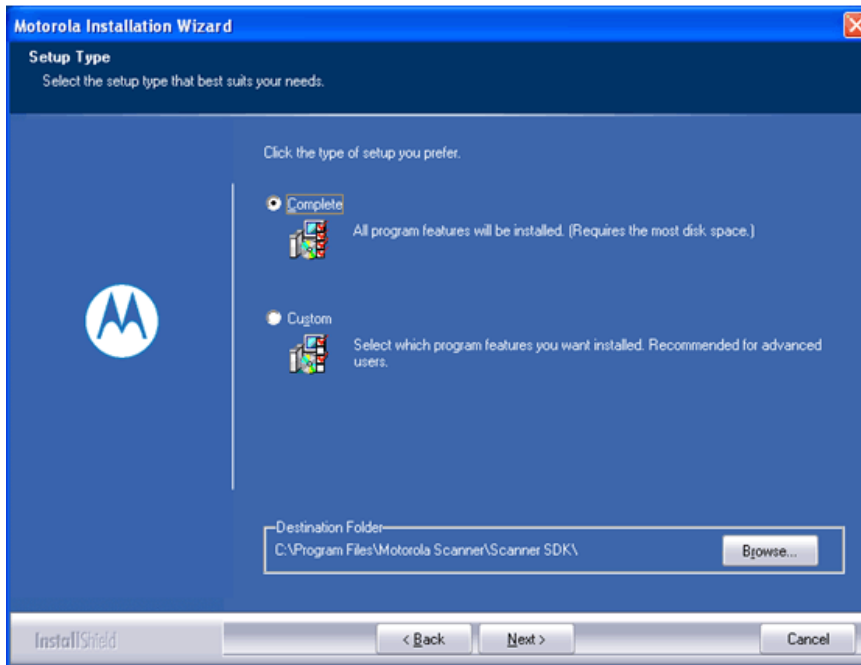 Motorola Installation Wizard
Setup Type
Select the setup type that best suits your needs.
Click the type of setup you prefer.
Complete
All program features will be installed. (Requires the most disk space.)
Custom
Select which program features you want installed. Recommended for advanced
users.
Destination Folder
C:\Program Files\Motorola Scanner\Scanner SDK\
Browse...
InstallShield
< Back
Next >
Cancel